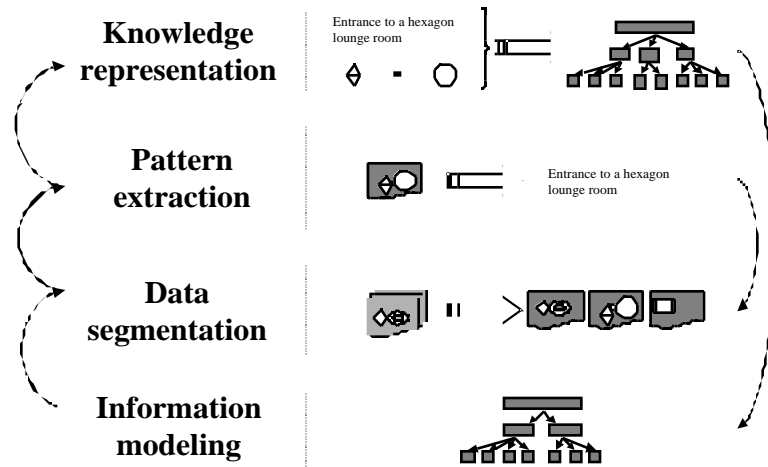 Knowledge
representation
Entrance to a hexagon
lounge room
Pattern
extraction
Entrance to a hexagon
lounge room
Data
segmentation
Information
modeling